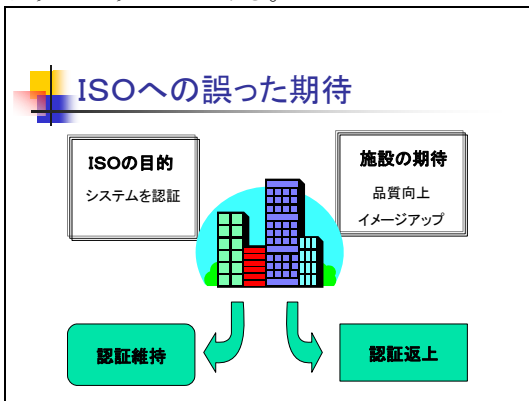 ISOへの誤った期待
ISOの目的
システムを認証
施設の期待
品質向上
イメージアップ
認証維持
認証返上